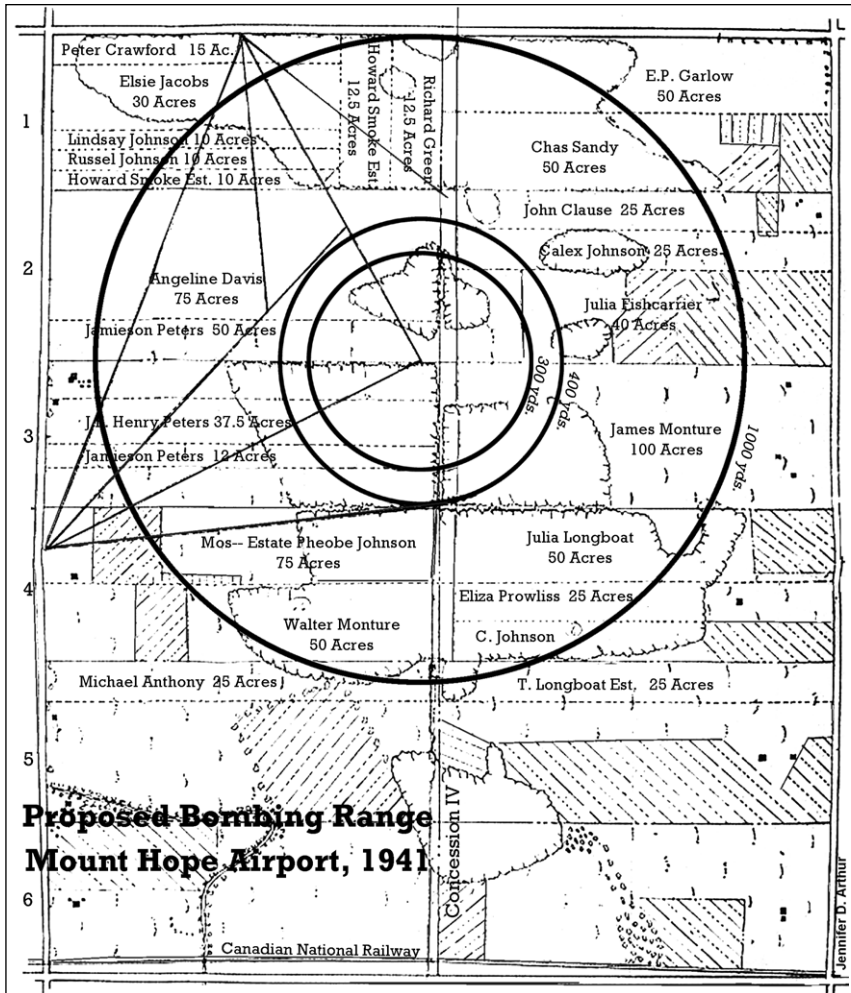 Peter Crawford 15 Ac.
Elsie Jacobs
30 Acres
Howard Smoke Est.
12.5 Acres
Richard Green
12.5 Acres
E.P. Garlow
50 Acres
1
Lindsay Johnson 10 Acres
Russel Johnson 10 Acres
Howard Smoke Est. 10 Acres
Chas Sandy
50 Acres
John Clause 25 Acres
2
Calex Johnson 25 Acres
Angeline Davis
75 Acres
Julia Fishcarrier
40 Acres
Jamieson Peters 50 Acres
300 yds.
400 yds.
1000 yds.
3
J.L. Henry Peters 37.5 Acres
Jamieson Peters 12 Acres
James Monture
100 Acres
Mos-- Estate Pheobe Johnson
75 Acres
Julia Longboat
50 Acres
4
Eliza Prowliss 25 Acres
Walter Monture
50 Acres
C. Johnson
Michael Anthony 25 Acres
T. Longboat Est. 25 Acres
5
Proposed Bombing Range
Mount Hope Airport, 1941
Concession IV
6
Canadian National Railway
Jennifer D. Arthur